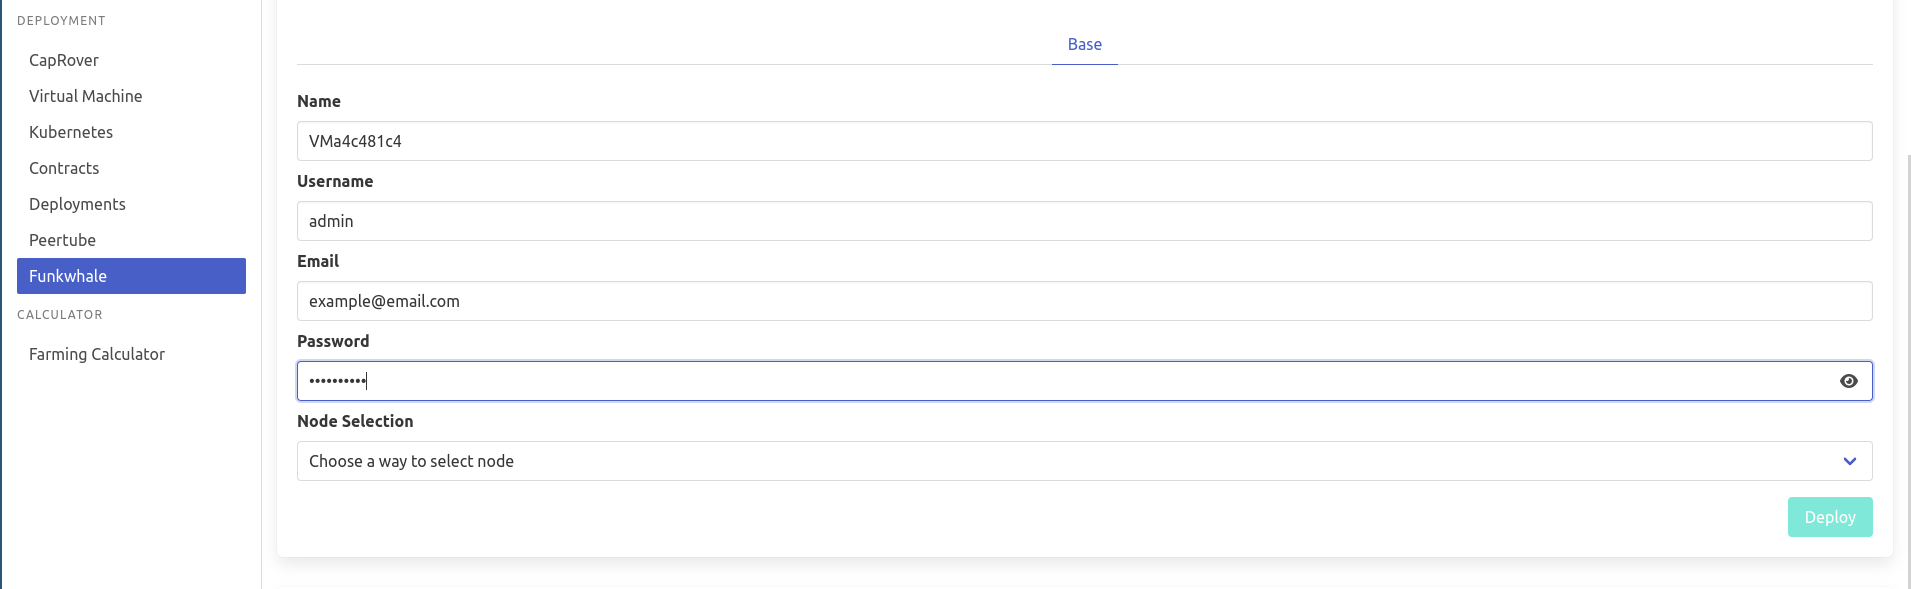 DEPLOYMENT
CapRover
Virtual Machine
Kubernetes
Contracts
Deployments
Peertube
Funkwhale
CALCULATOR
Farming Calculator
Base
Name
VMa4c481c4
Username
admin
Email
example@email.com
Password
••••••••••
Node Selection
Choose a way to select node
Deploy